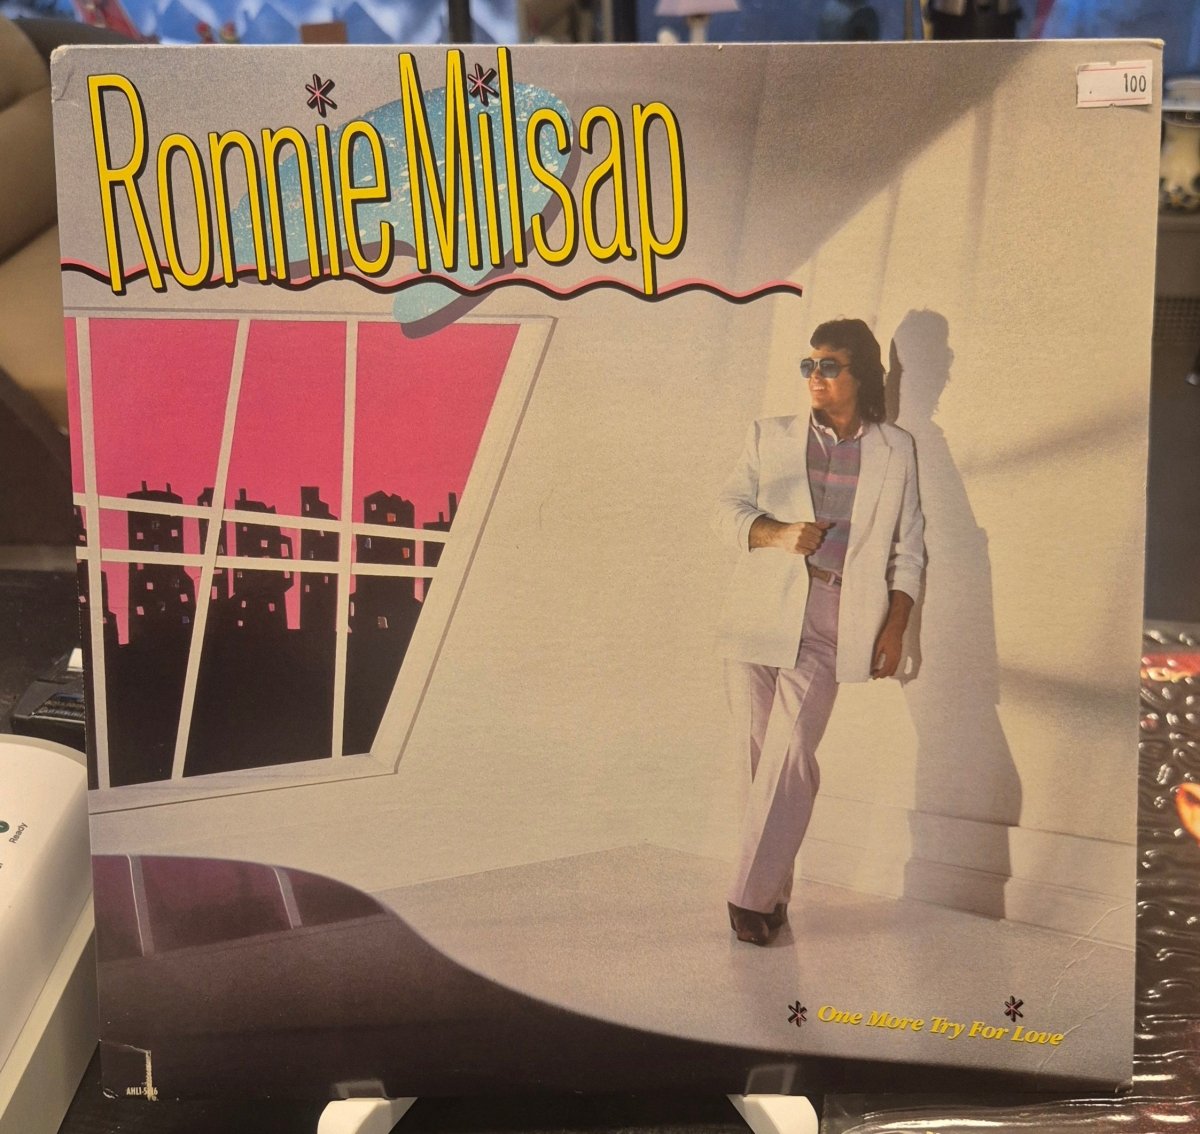 Ronnie Milsap
100
One More Try For Love
Ready